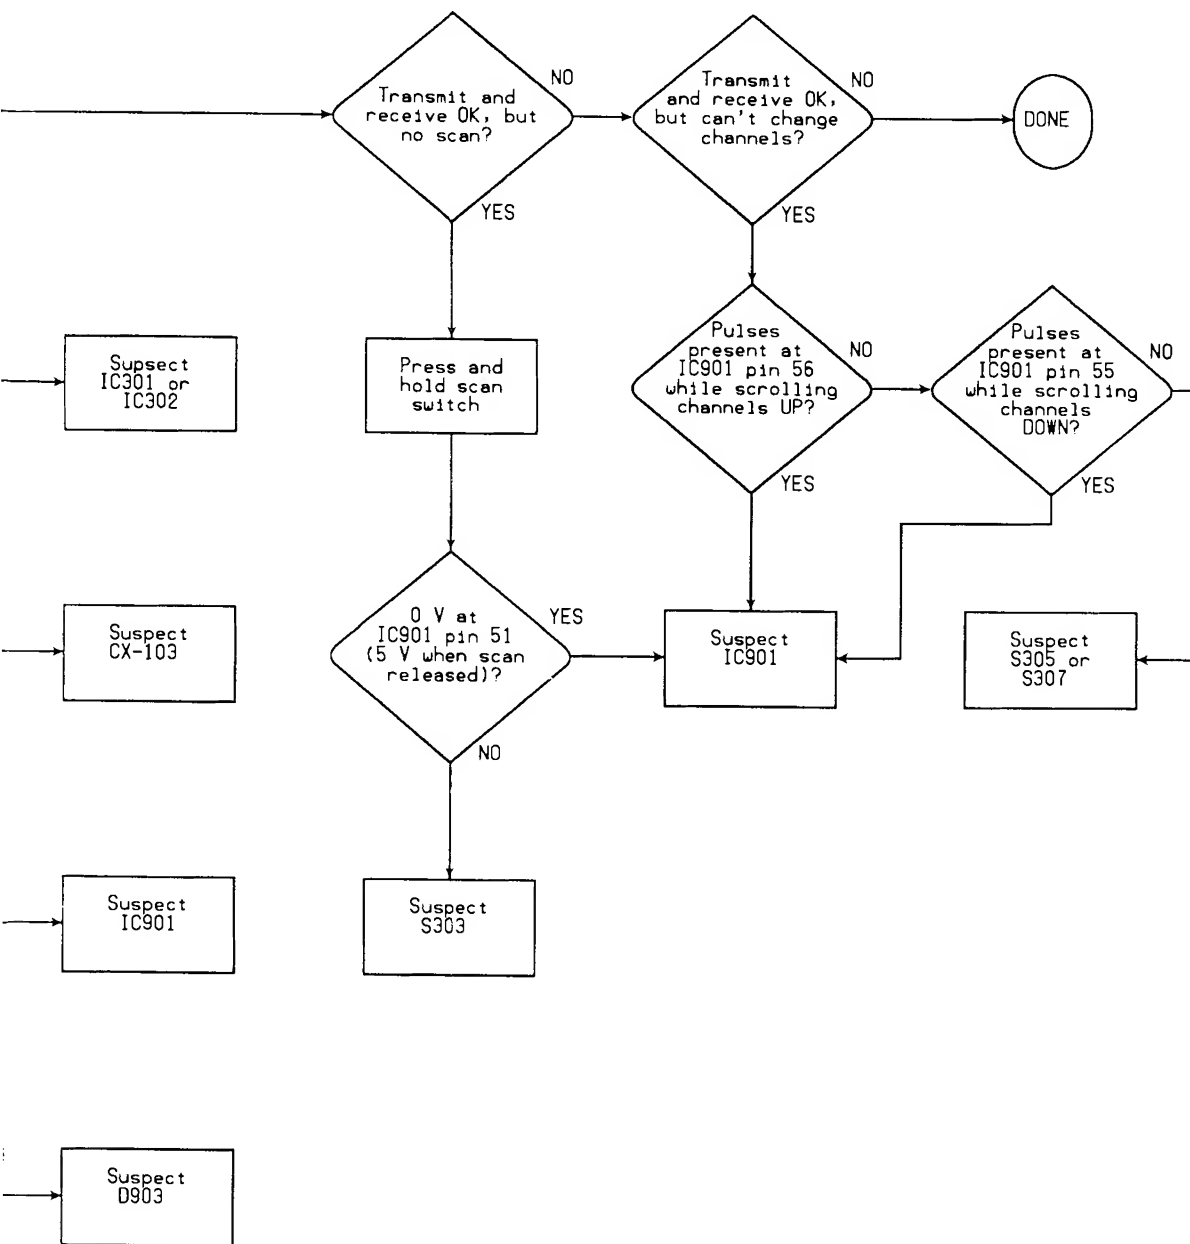 Transmit and
receive OK, but
no scan?
NO
YES
Transmit
and receive OK,
but can't change
channels?
NO
YES
DONE
Supsect
IC301 or
IC302
Press and
hold scan
switch
Pulses
present at
IC901 pin 56
while scrolling
channels UP?
NO
YES
Pulses
present at
IC901 pin 55
while scrolling
channels
DOWN?
NO
YES
Suspect
CX-103
0 V at
IC901 pin 51
(5 V when scan
released)?
YES
NO
Suspect
IC901
Suspect
S305 or
S307
Suspect
IC901
Suspect
S303
Suspect
D903